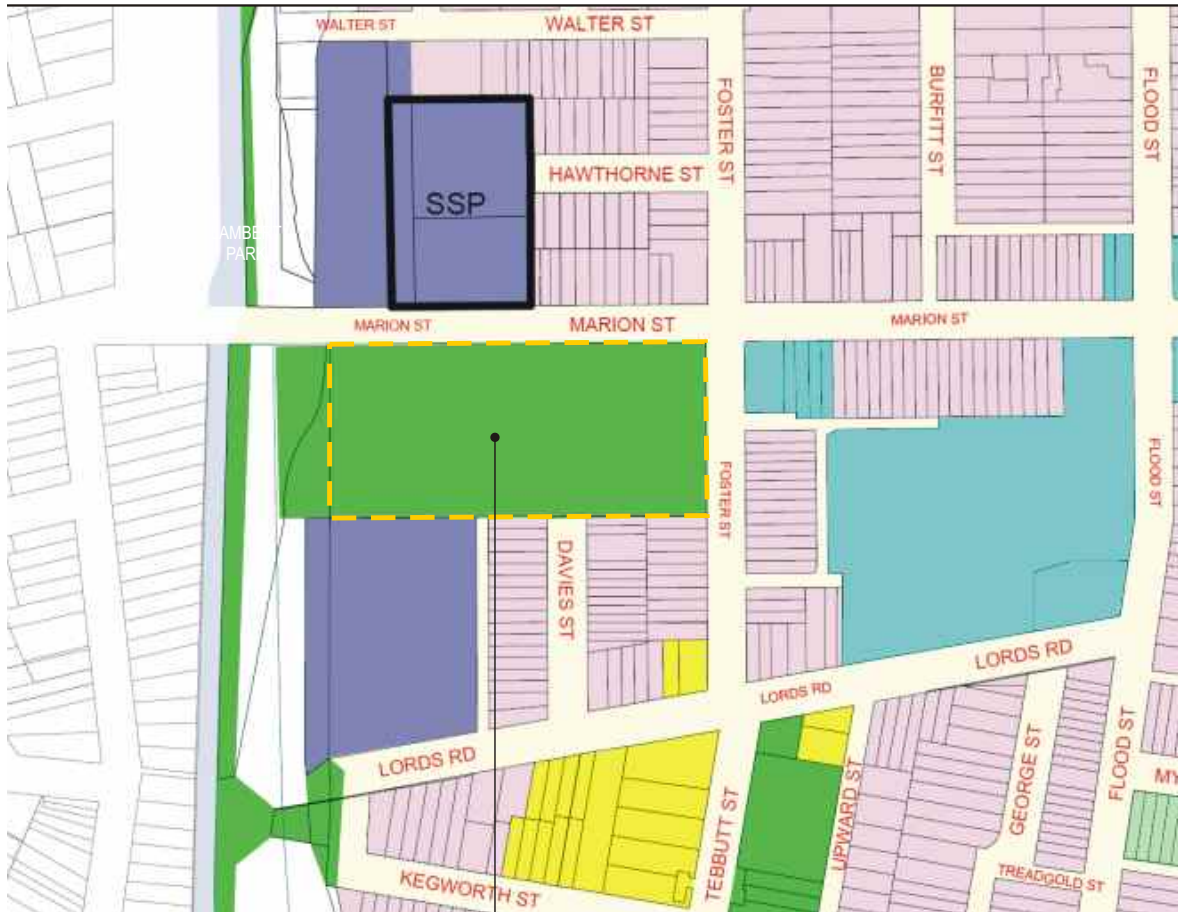 WALTER ST
WALTER ST
FOSTER ST
BURFITT ST
FLOOD ST
HAWTHORNE ST
SSP
MARION ST
MARION ST
MARION ST
FOSTER ST
FLOOD ST
DAVIES ST
LORDS RD
LORDS RD
LORDS RD
GEORGE ST
FLOOD ST
UPWARD ST
TEBBUTT ST
KEGWORTH ST
TREADGOLD ST
MY